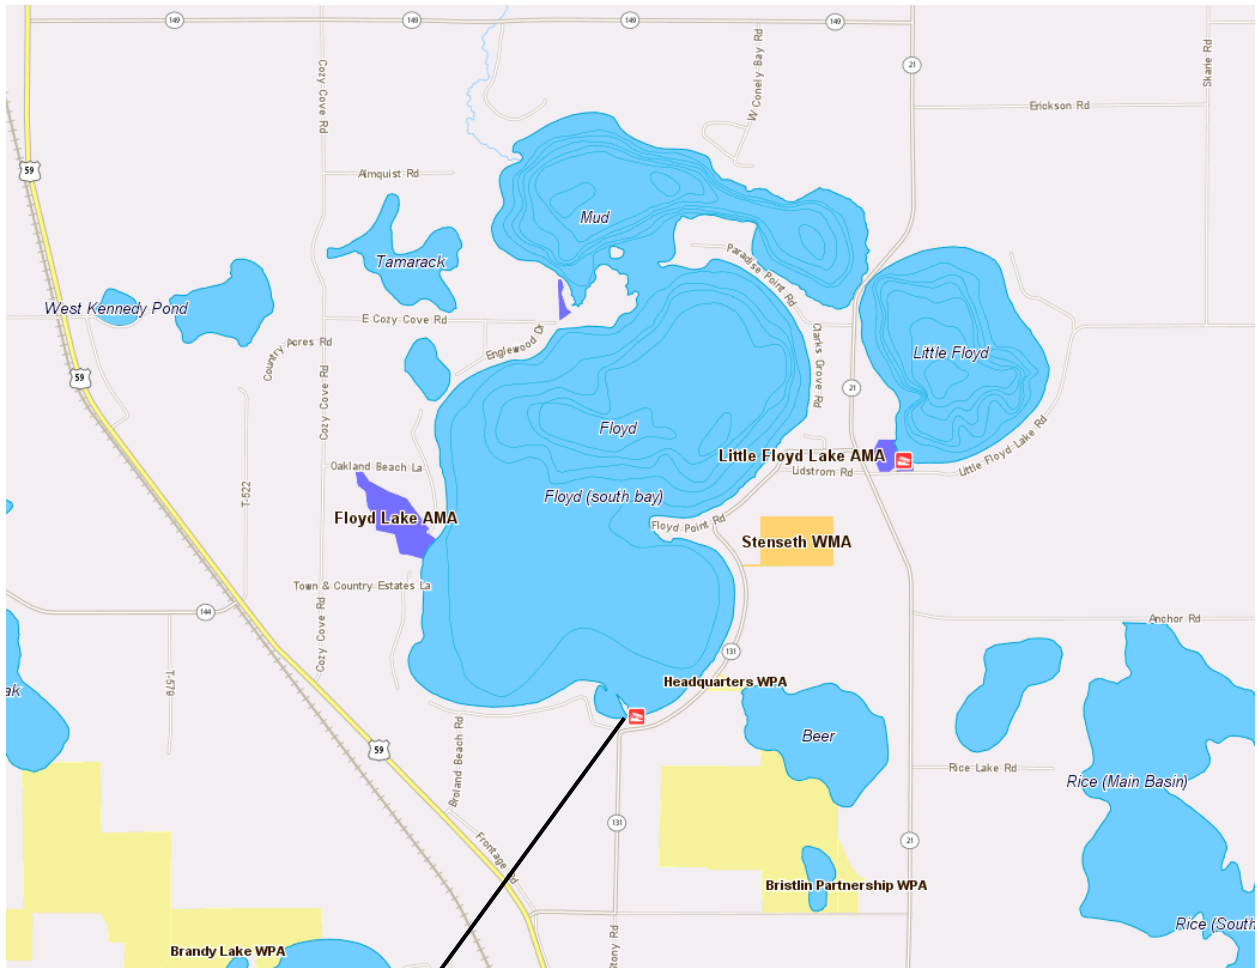 149
149
149
149
21
Skarie Rd
W Conely Bay Rd
Cozy Cove Rd
Erickson Rd
59
Almquist Rd
Mud
Tamarack
Paradise Point Rd
West Kennedy Pond
E Cozy Cove Rd
Englewood Dr
Country Acres Rd
Clarks Grove Rd
Little Floyd
59
21
Cozy Cove Rd
Floyd
Little Floyd Lake AMA
Lidstrom Rd
Little Floyd Lake Rd
Oakland Beach La
T-522
Floyd (south bay)
Floyd Lake AMA
Floyd Point Rd
Stenseth WMA
Town & Country Estates La
144
Anchor Rd
Cozy Cove Rd
131
T-579
Headquarters WPA
ak
Beer
59
Broland Beach Rd
Rice Lake Rd
Rice (Main Basin)
131
21
Frontage Rd
Bristlin Partnership WPA
Rice (South
Stony Rd
Brandy Lake WPA